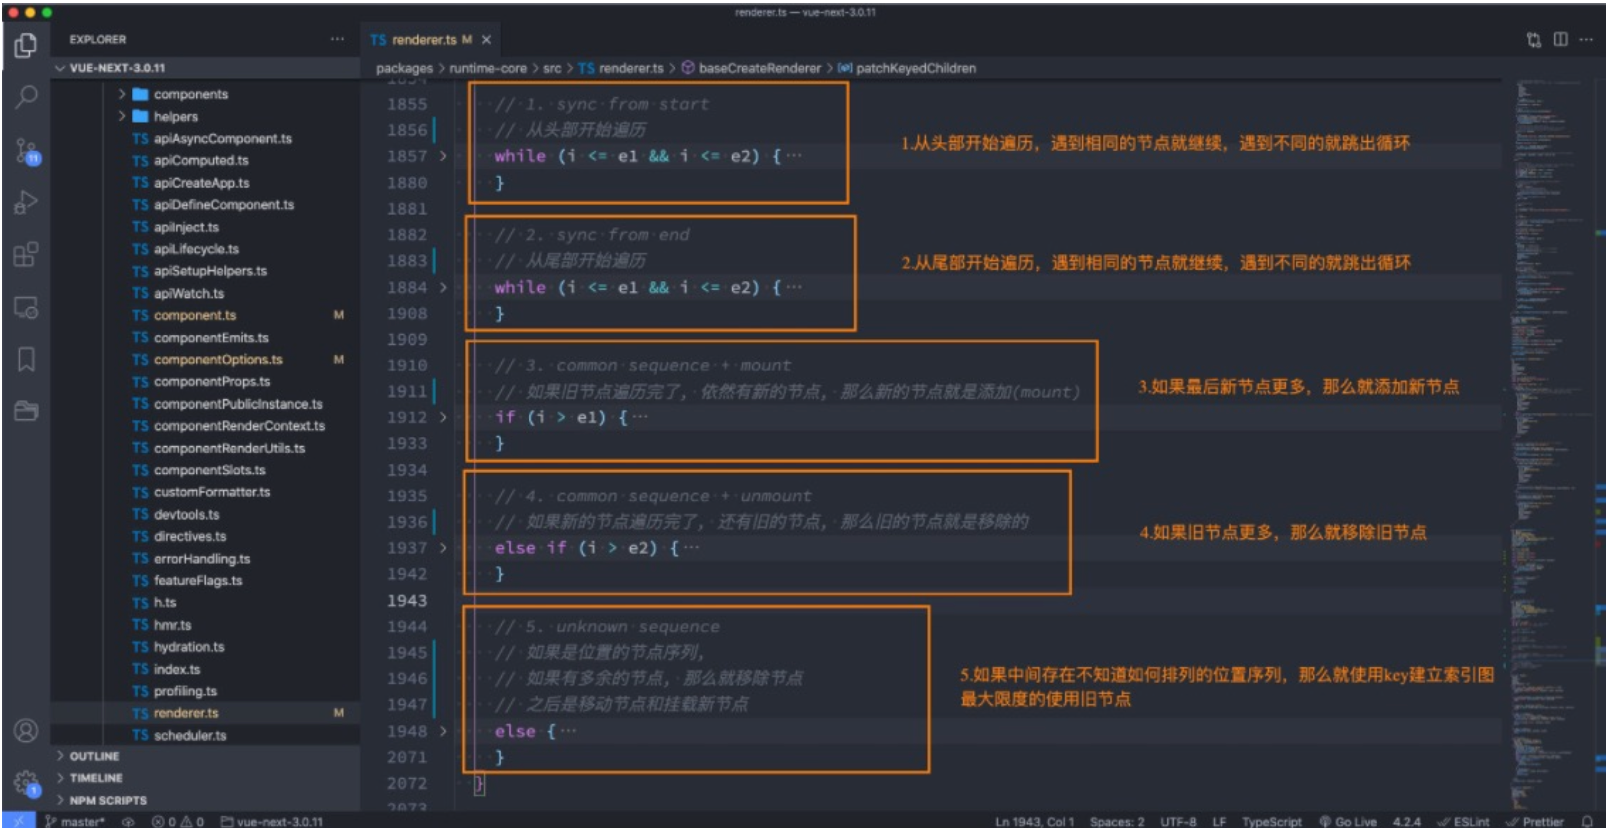 renderer.ts — vue-next-3.0.11
EXPLORER
VUE-NEXT-3.0.11
components
helpers
TS apiAsyncComponent.ts
TS apiComputed.ts
TS apiCreateApp.ts
TS apiDefineComponent.ts
TS apiInject.ts
TS apiLifecycle.ts
TS apiSetupHelpers.ts
TS apiWatch.ts
TS component.ts M
TS componentEmits.ts
TS componentOptions.ts M
TS componentProps.ts
TS componentPublicInstance.ts
TS componentRenderContext.ts
TS componentRenderUtils.ts
TS componentSlots.ts
TS customFormatter.ts
TS devtools.ts
TS directives.ts
TS errorHandling.ts
TS featureFlags.ts
TS h.ts
TS hmr.ts
TS hydration.ts
TS index.ts
TS profiling.ts
TS renderer.ts M
TS scheduler.ts
OUTLINE
TIMELINE
NPM SCRIPTS
11
1
TS renderer.ts M ×
packages > runtime-core > src > TS renderer.ts > baseCreateRenderer > patchKeyedChildren
1854
1855 // 1. sync from start
1856 // 从头部开始遍历
1857 while (i <= e1 && i <= e2) {…
1880 }
1881
1882 // 2. sync from end
1883 // 从尾部开始遍历
1884 while (i <= e1 && i <= e2) {…
1908 }
1909
1910 // 3. common sequence + mount
1911 // 如果旧节点遍历完了, 依然有新的节点, 那么新的节点就是添加(mount)
1912 if (i > e1) {…
1933 }
1934
1935 // 4. common sequence + unmount
1936 // 如果新的节点遍历完了, 还有旧的节点, 那么旧的节点就是移除的
1937 else if (i > e2) {…
1942 }
1943
1944 // 5. unknown sequence
1945 // 如果是位置的节点序列,
1946 // 如果有多余的节点, 那么就移除节点
1947 // 之后是移动节点和挂载新节点
1948 else {…
2071 }
2072 }
2073
1.从头部开始遍历，遇到相同的节点就继续，遇到不同的就跳出循环
2.从尾部开始遍历，遇到相同的节点就继续，遇到不同的就跳出循环
3.如果最后新节点更多，那么就添加新节点
4.如果旧节点更多，那么就移除旧节点
5.如果中间存在不知道如何排列的位置序列，那么就使用key建立索引图
最大限度的使用旧节点
master* 0 0 vue-next-3.0.11 Ln 1943, Col 1 Spaces: 2 UTF-8 LF TypeScript Go Live 4.2.4 ESLint Prettier